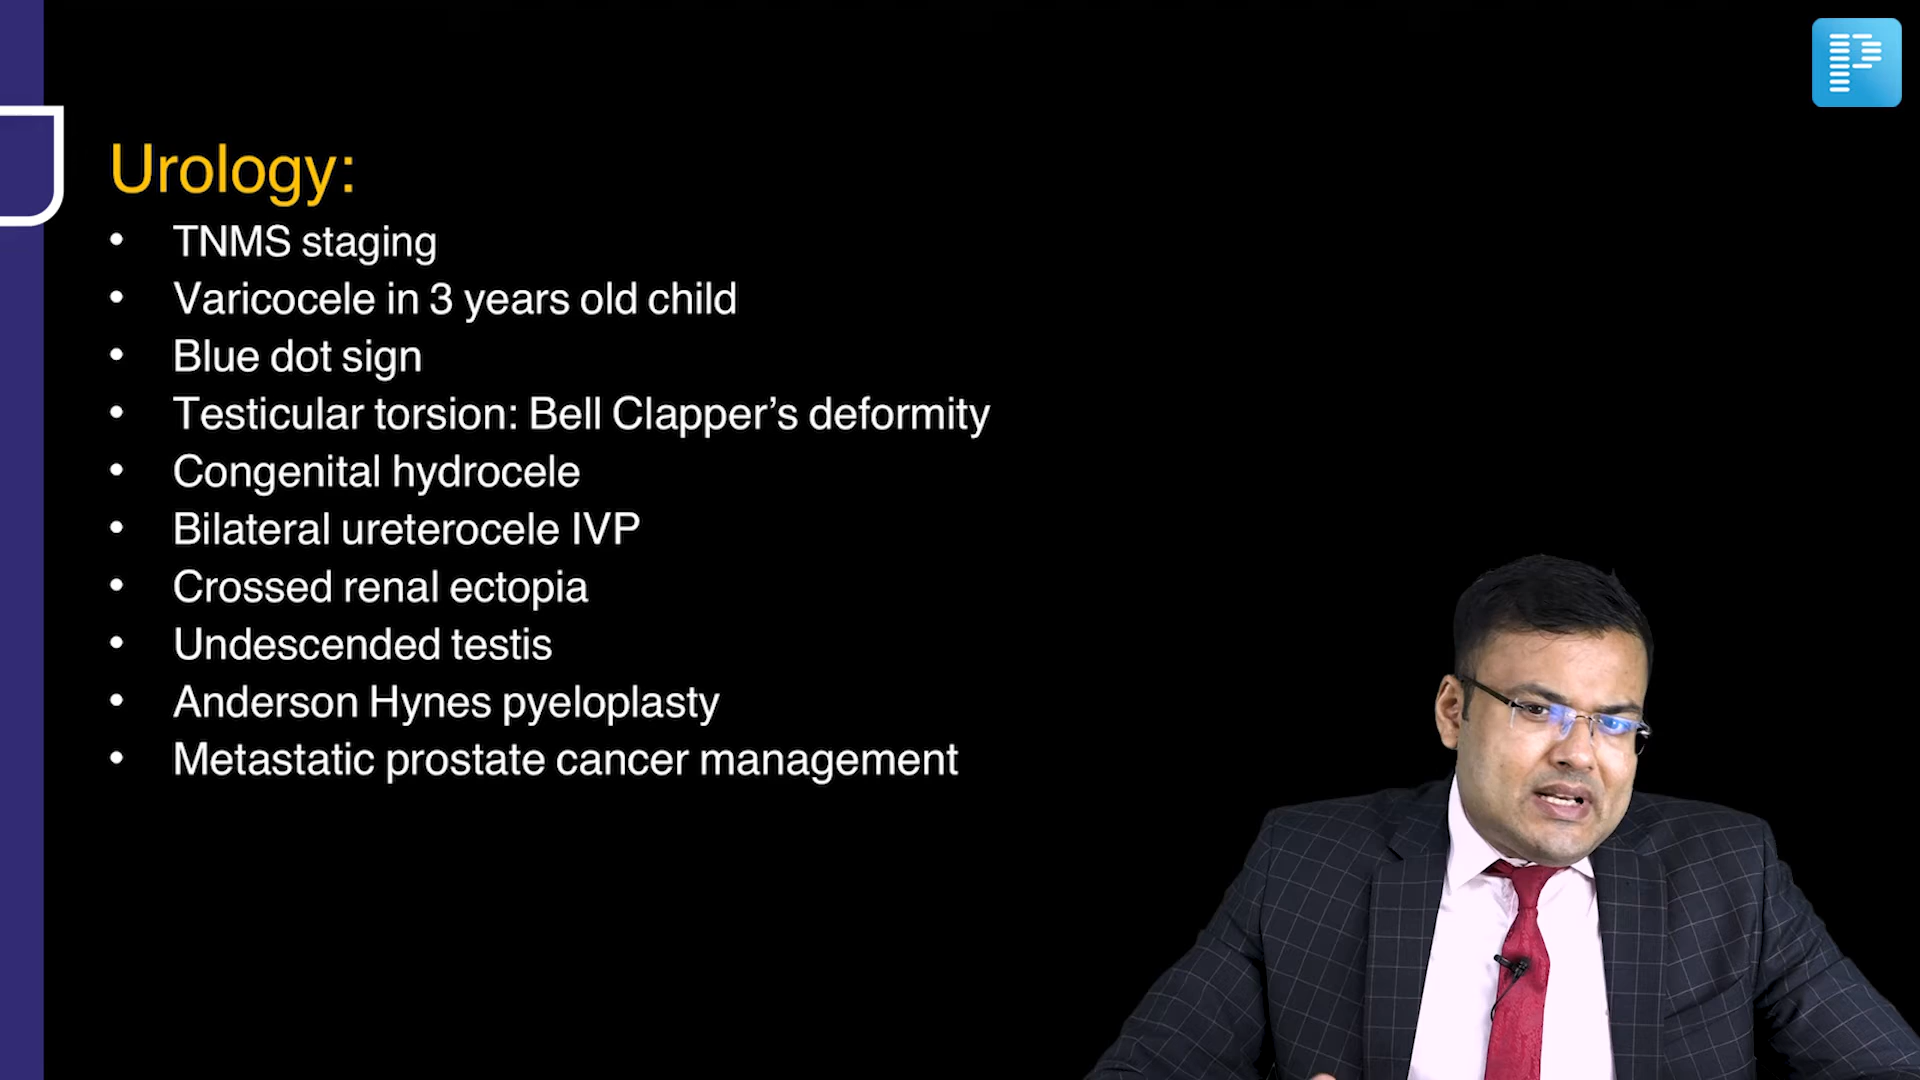 Urology:
• TNMS staging
• Varicocele in 3 years old child
• Blue dot sign
• Testicular torsion: Bell Clapper’s deformity
• Congenital hydrocele
• Bilateral ureterocele IVP
• Crossed renal ectopia
• Undescended testis
• Anderson Hynes pyeloplasty
• Metastatic prostate cancer management